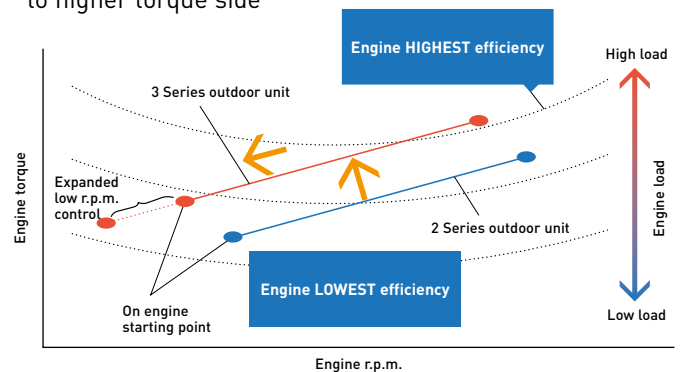 to higher torque side
Engine HIGHEST efficiency
High load
3 Series outdoor unit
Engine torque
Expanded
low r.p.m.
control
Engine load
2 Series outdoor unit
Engine LOWEST efficiency
On engine
starting point
Low load
Engine r.p.m.